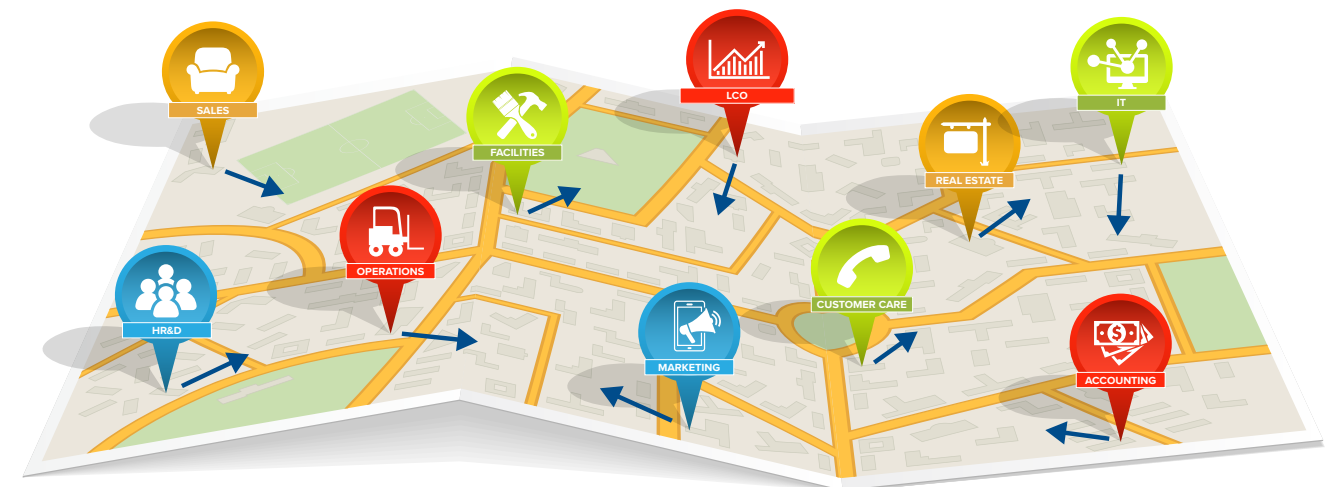 SALES
FACILITIES
LCO
REAL ESTATE
IT
HR&D
OPERATIONS
MARKETING
CUSTOMER CARE
ACCOUNTING